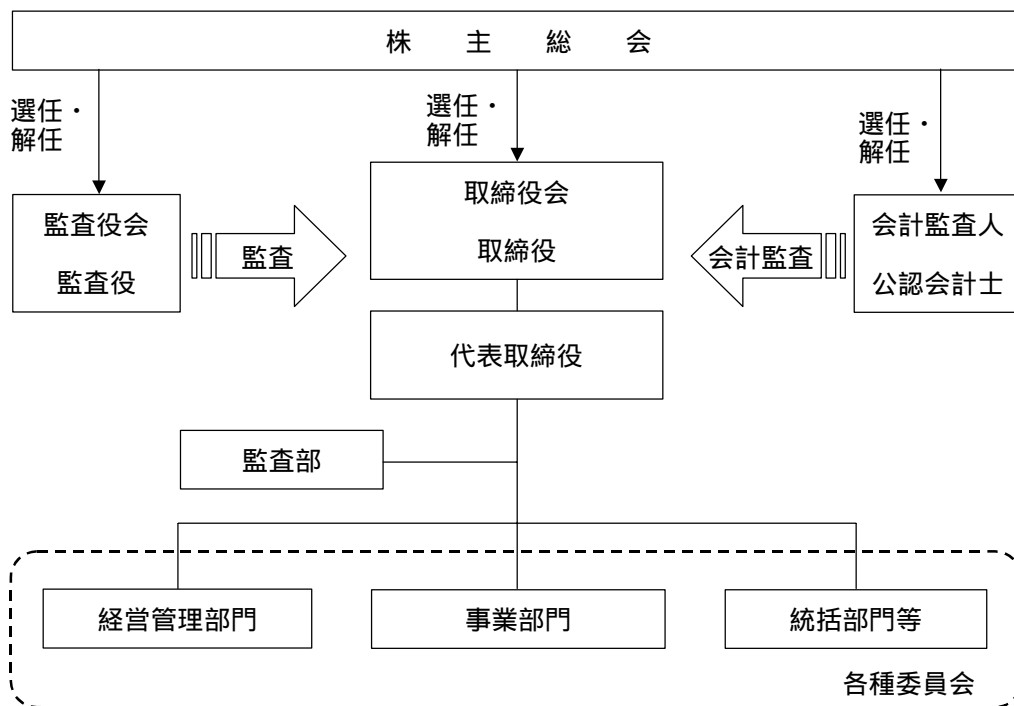 株主総会
選任・
解任
選任・
解任
選任・
解任
監査役会
監査役
監査
取締役会
取締役
会計監査
会計監査人
公認会計士
代表取締役
監査部
経営管理部門
事業部門
統括部門等
各種委員会